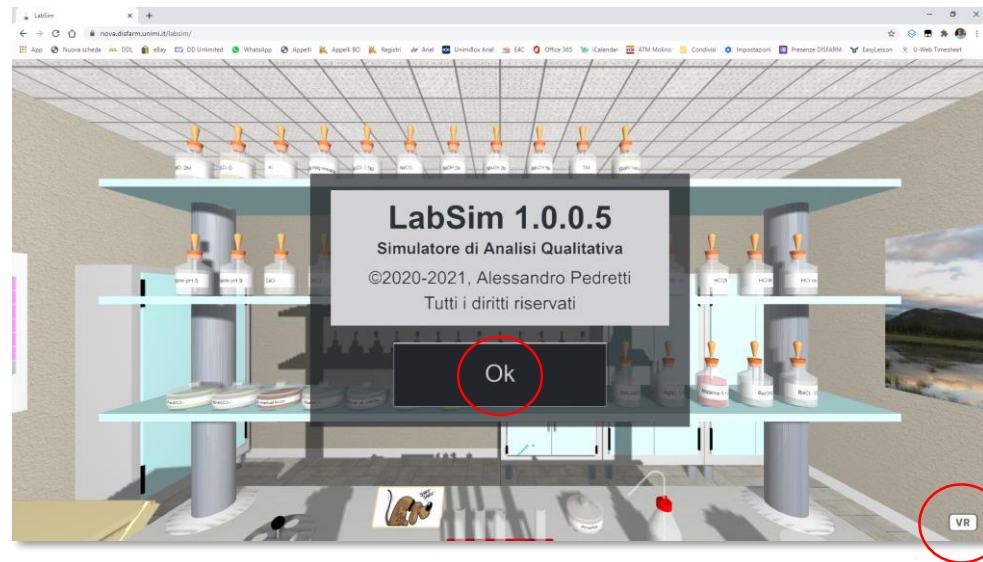 LabSim
nova.disfarm.unimi.it/labsim/
App Nuova scheda DDL eBay DD Unlimited WhatsApp Appelli Appelli BO Registri Ariel UnimiBox Ariel E4C Office 365 iCalendar ATM Molino Condivisi Impostazioni Presenze DISFARM EasyLesson U-Web Timesheet
LabSim 1.0.0.5
Simulatore di Analisi Qualitativa
©2020-2021, Alessandro Pedretti
Tutti i diritti riservati
Ok
VR